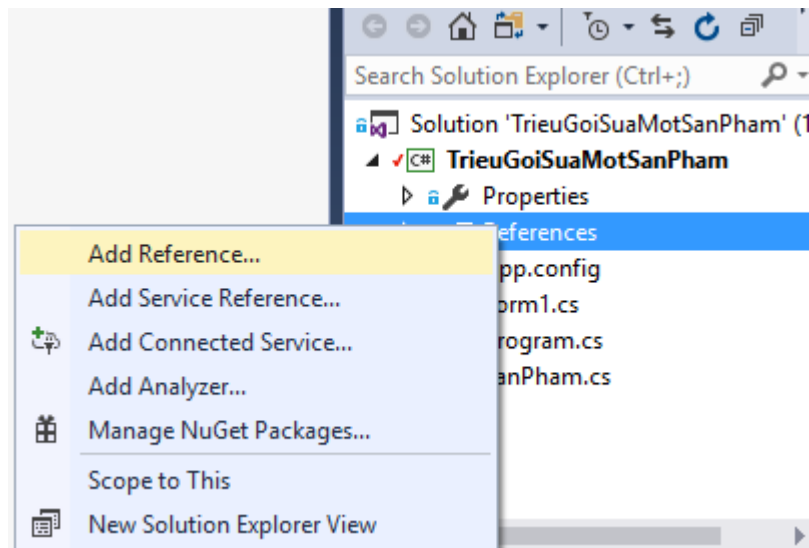 Search Solution Explorer (Ctrl+;)
Solution 'TrieuGoiSuaMotSanPham' (1
C# TrieuGoiSuaMotSanPham
Properties
eferences
pp.config
orm1.cs
rogram.cs
anPham.cs
Add Reference...
Add Service Reference...
Add Connected Service...
Add Analyzer...
Manage NuGet Packages...
Scope to This
New Solution Explorer View